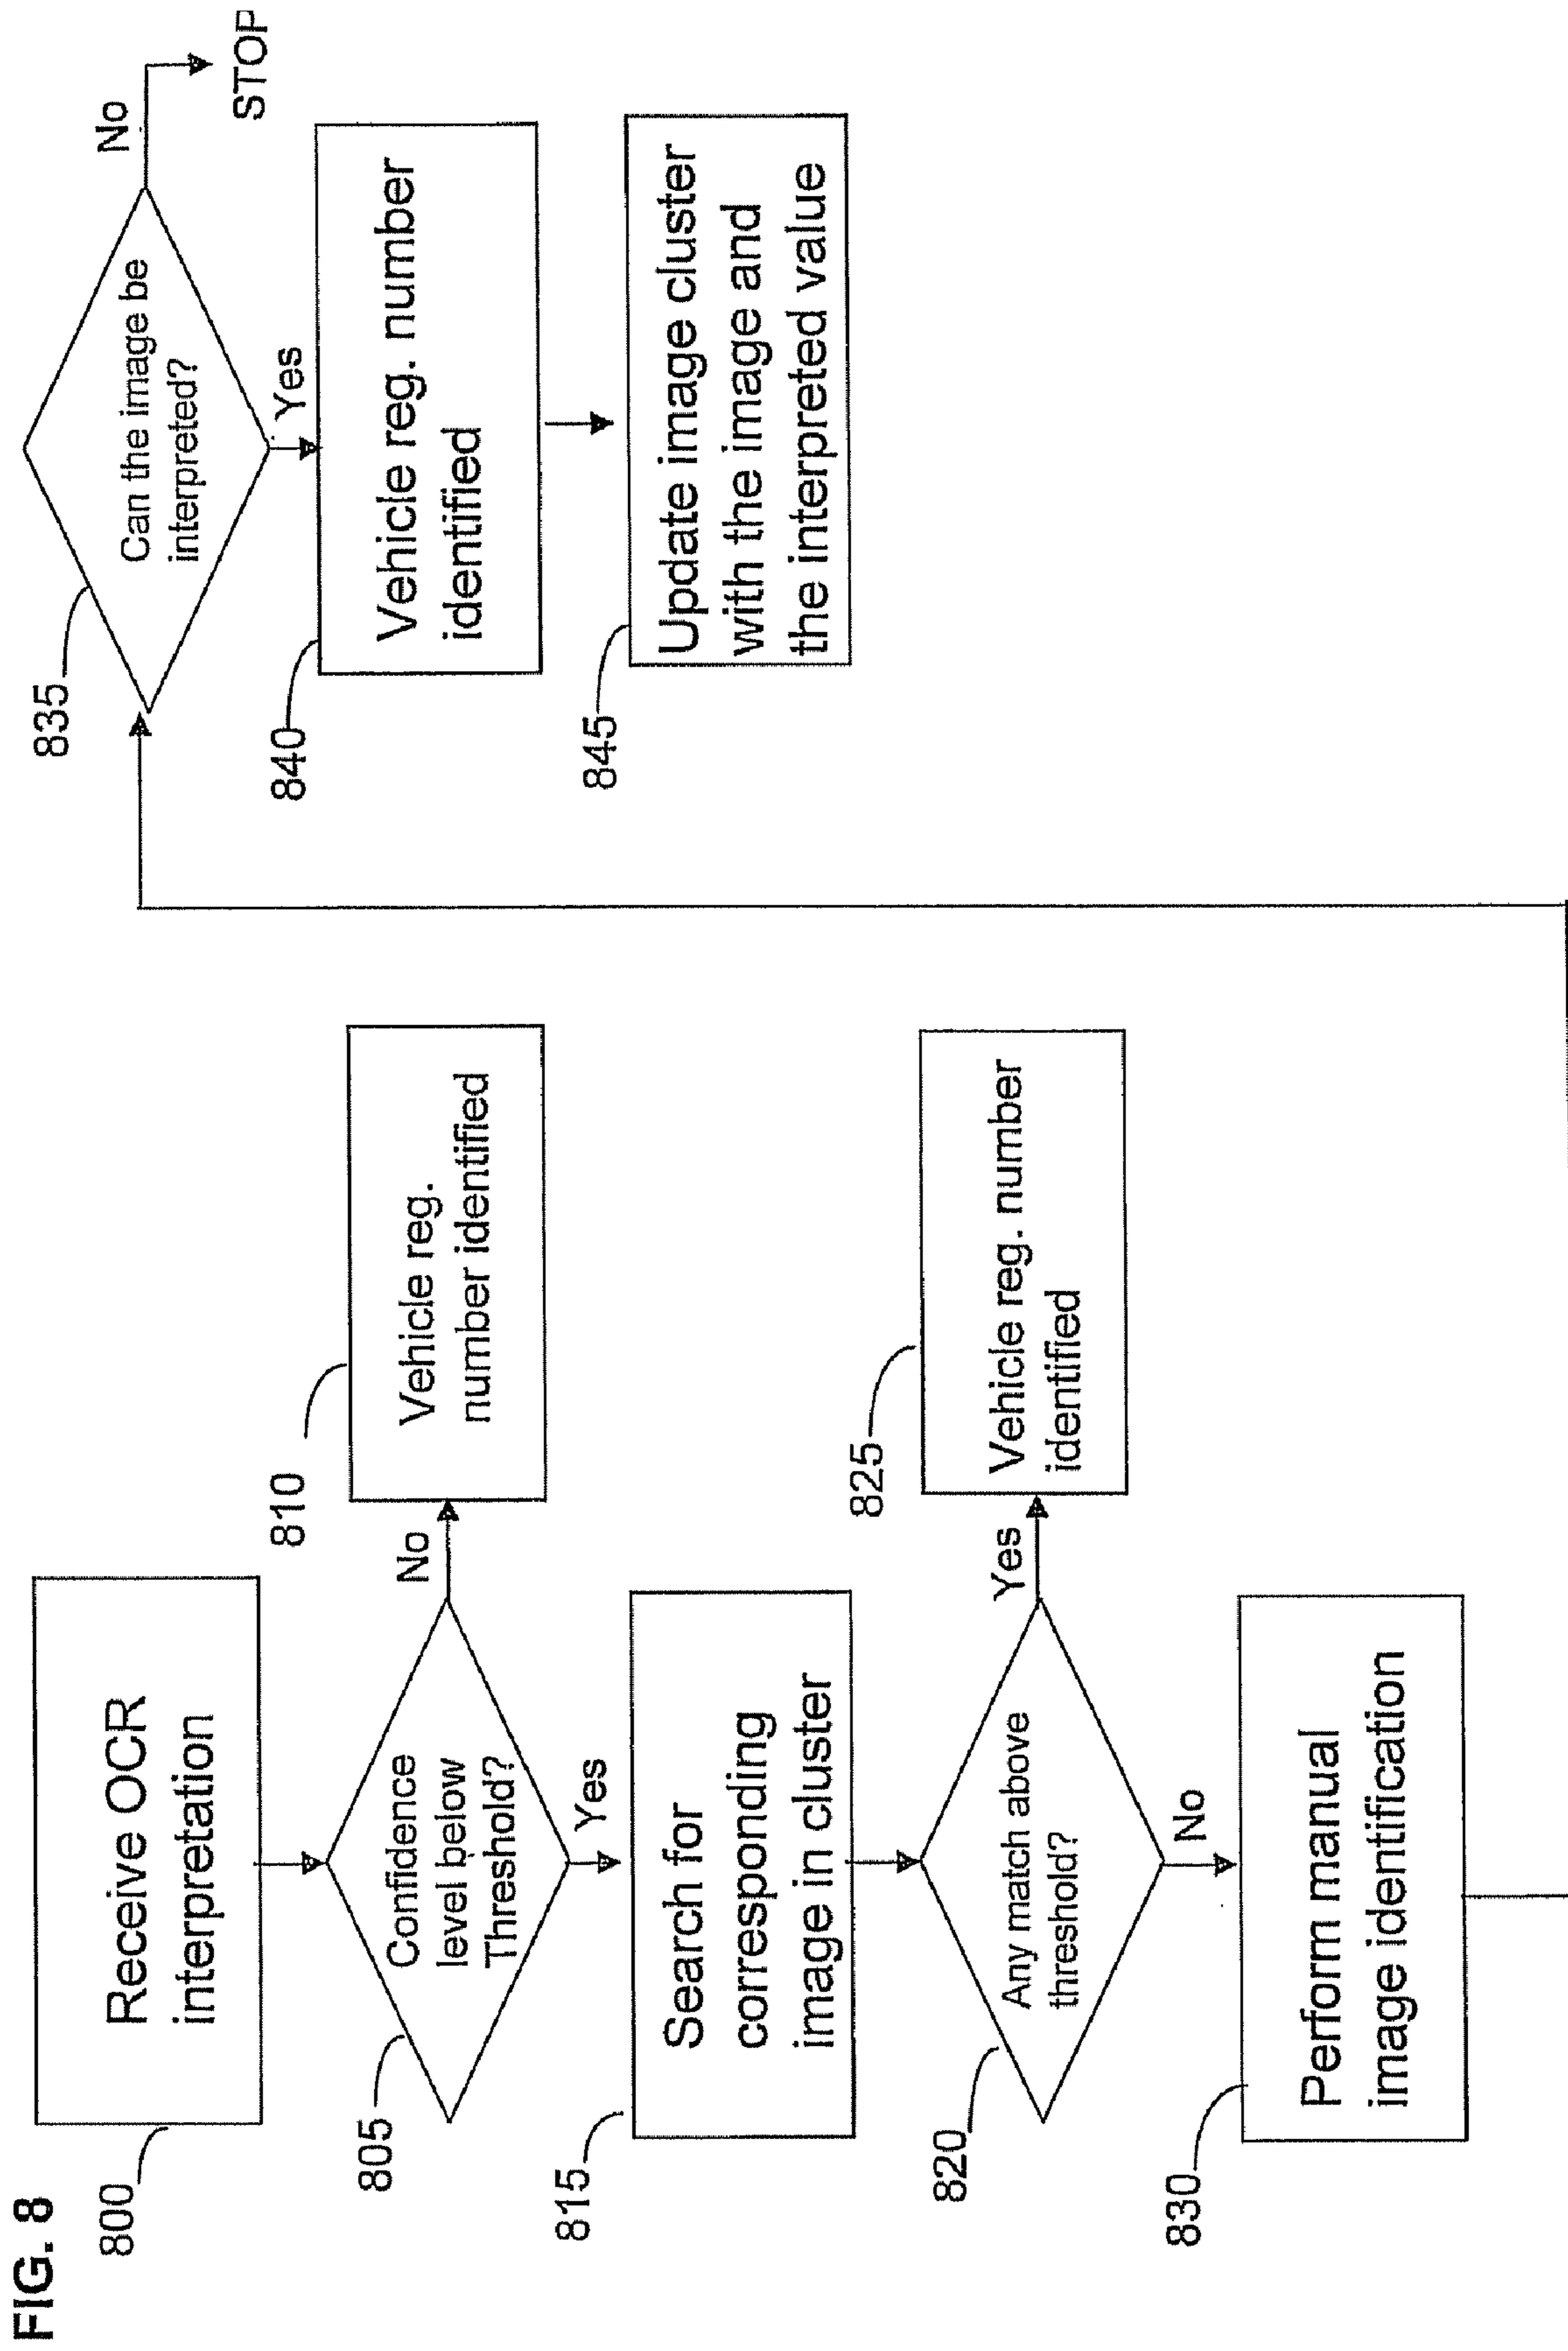 FIG. 8
800
Receive OCR
interpretation
805
Confidence
level below
Threshold?
No
810
Vehicle reg.
number identified
Yes
815
Search for
corresponding
image in cluster
820
Any match above
threshold?
Yes
825
Vehicle reg. number
identified
No
830
Perform manual
image identification
835
Can the image be
interpreted?
No
STOP
Yes
840
Vehicle reg. number
identified
845
Update image cluster
with the image and
the interpreted value